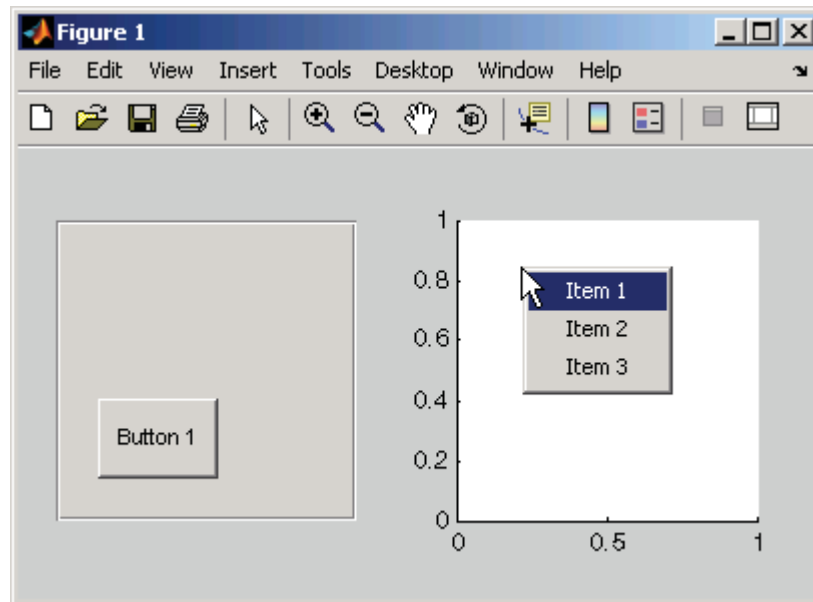 Figure 1
File Edit View Insert Tools Desktop Window Help
1
0.8
0.6
0.4
0.2
0
0 0.5 1
Item 1
Item 2
Item 3
Button 1